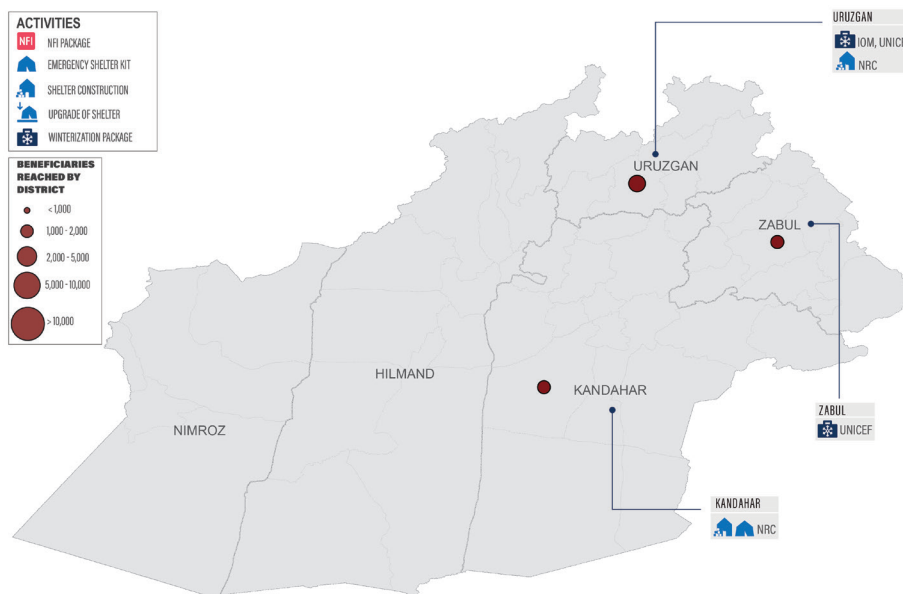 ACTIVITIES
NFI NFI PACKAGE
EMERGENCY SHELTER KIT
SHELTER CONSTRUCTION
UPGRADE OF SHELTER
WINTERIZATION PACKAGE
BENEFICIARIES
REACHED BY
DISTRICT
< 1,000
1,000 - 2,000
2,000 - 5,000
5,000 - 10,000
> 10,000
URUZGAN
IOM, UNICE
NRC
URUZGAN
ZABUL
HILMAND
KANDAHAR
NIMROZ
ZABUL
UNICEF
KANDAHAR
NRC